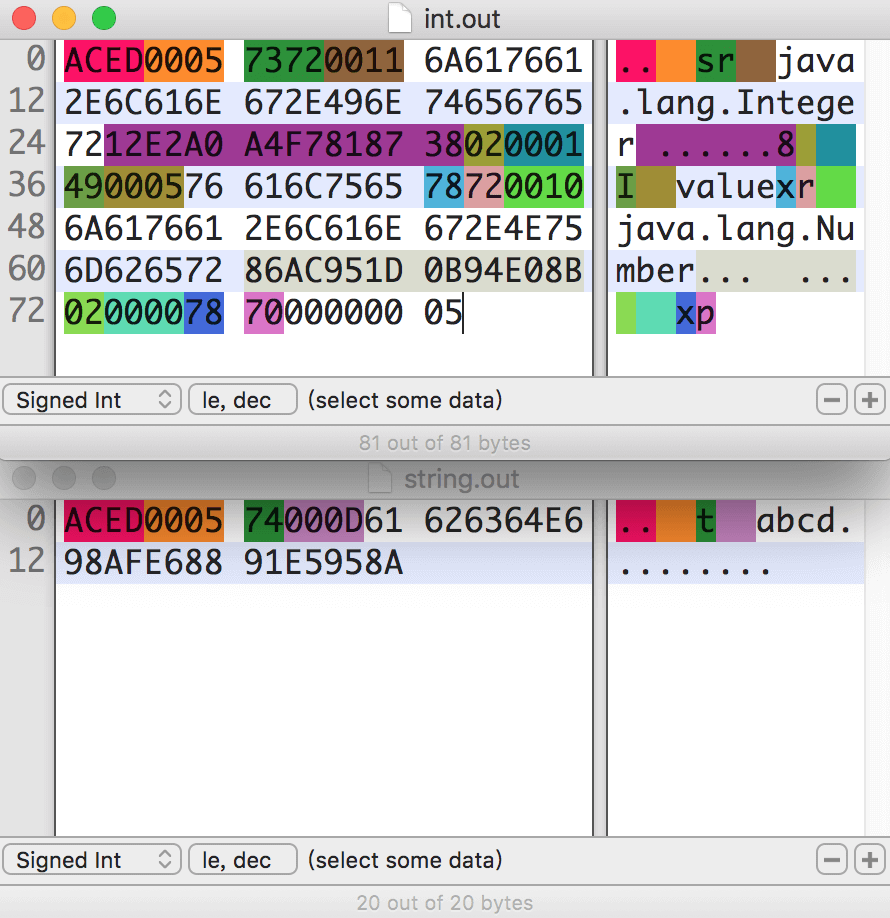 int.out
0 ACED0005 73720011 6A617661 .. sr java
12 2E6C616E 672E496E 74656765 .lang.Intege
24 7212E2A0 A4F78187 38020001 r ......8
36 49000576 616C7565 78720010 I valuexr
48 6A617661 2E6C616E 672E4E75 java.lang.Nu
60 6D626572 86AC951D 0B94E08B mber... ...
72 02000078 70000000 05 xp
Signed Int le, dec (select some data)
81 out of 81 bytes
string.out
0 ACED0005 74000D61 626364E6 .. t abcd.
12 98AFE688 91E5958A ........
Signed Int le, dec (select some data)
20 out of 20 bytes